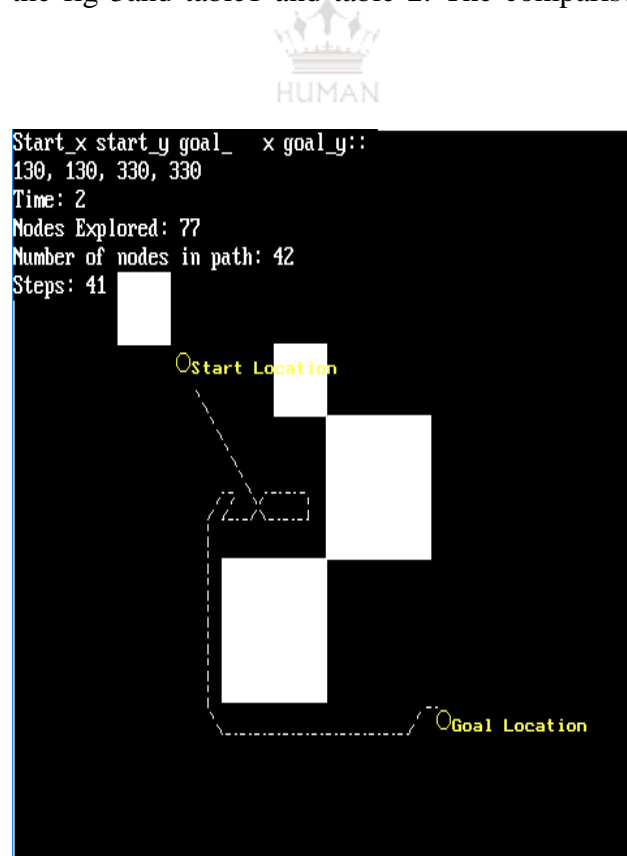 the fig 3and table1 and table 2. The comparis
HUMAN
Start_x start_y goal_ x goal_y::
130, 130, 330, 330
Time: 2
Nodes Explored: 77
Number of nodes in path: 42
Steps: 41
Start Location
Goal Location